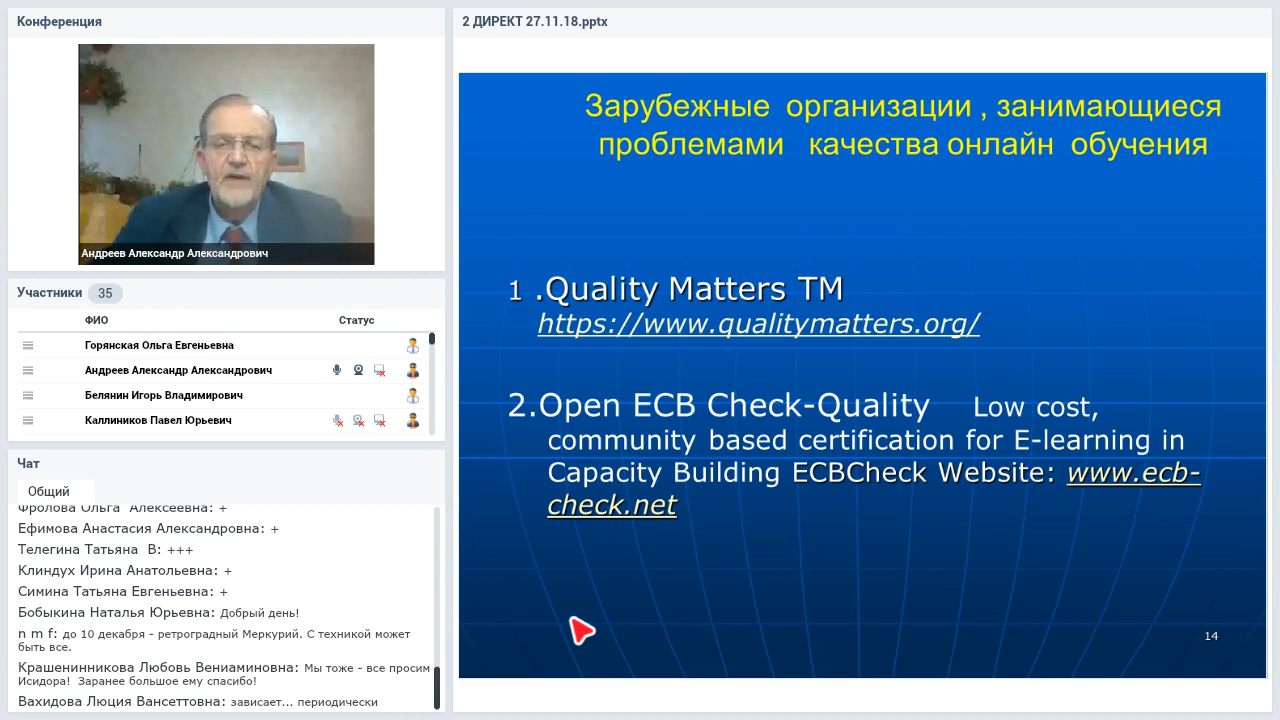 Конференция
Андреев Александр Александрович
Участники 35
ФИО Статус
Горянская Ольга Евгеньевна
Андреев Александр Александрович
Белянин Игорь Владимирович
Каллиников Павел Юрьевич
Чат
Общий
Фролова Ольга Алексеевна: +
Ефимова Анастасия Александровна: +
Телегина Татьяна В: +++
Клиндух Ирина Анатольевна: +
Симина Татьяна Евгеньевна: +
Бобыкина Наталья Юрьевна: Добрый день!
n m f: до 10 декабря - ретроградный Меркурий. С техникой может
быть все.
Крашенинникова Любовь Вениаминовна: Мы тоже - все просим
Исидора! Заранее большое ему спасибо!
Вахидова Люция Вансеттовна: зависает... периодически
2 ДИРЕКТ 27.11.18.pptx
Зарубежные организации , занимающиеся
проблемами качества онлайн обучения
1 .Quality Matters TM
https://www.qualitymatters.org/
2.Open ECB Check-Quality Low cost,
community based certification for E-learning in
Capacity Building ECBCheck Website: www.ecb-
check.net
14